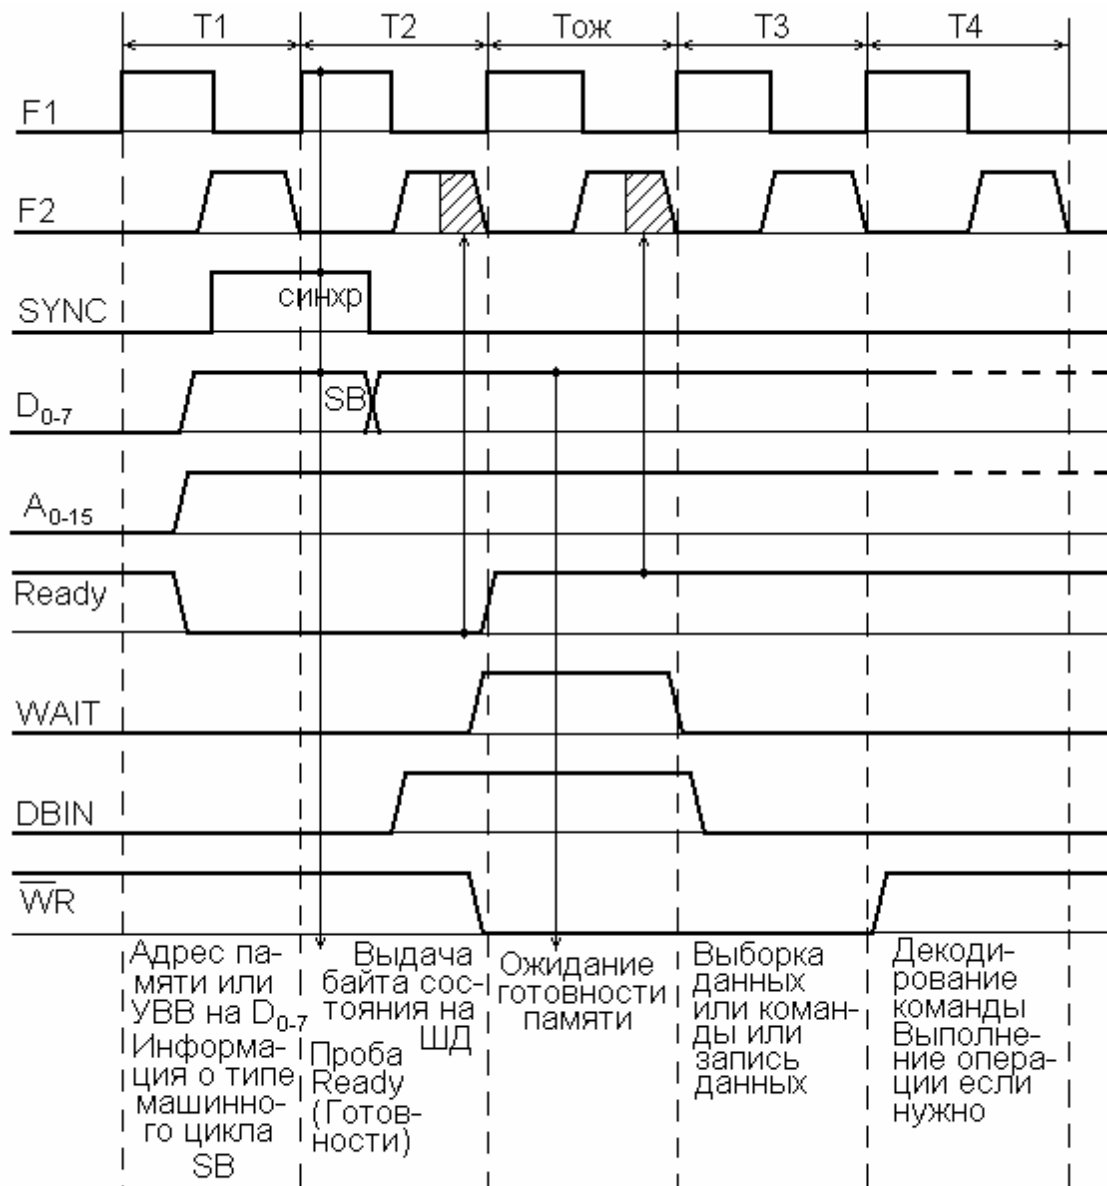 T1 T2 Тож T3 T4
F1
F2
SYNC
синхр
D0-7
SB
A0-15
Ready
WAIT
DBIN
W̅R
Адрес па-
мяти или
УВВ на D0-7
Информа-
ция о типе
машинно-
го цикла
SB
Выдача
байта сос-
тояния на
ШД
Проба
Ready
(Готов-
ности)
Ожидание
готовности
памяти
Выборка
данных
или коман-
ды или
запись
данных
Декоди-
рование
команды
Выполне-
ние опера-
ции если
нужно